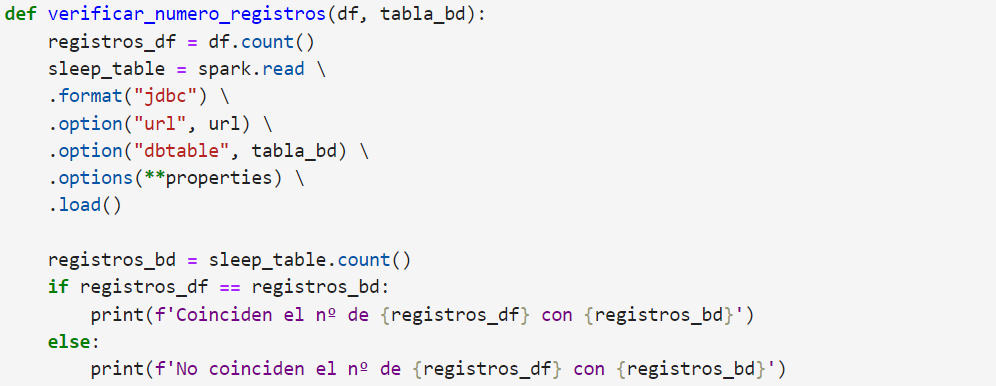 def verificar_numero_registros(df, tabla_bd):
    registros_df = df.count()
    sleep_table = spark.read \
    .format("jdbc") \
    .option("url", url) \
    .option("dbtable", tabla_bd) \
    .options(**properties) \
    .load()

    registros_bd = sleep_table.count()
    if registros_df == registros_bd:
        print(f'Coinciden el nº de {registros_df} con {registros_bd}')
    else:
        print(f'No coinciden el nº de {registros_df} con {registros_bd}')